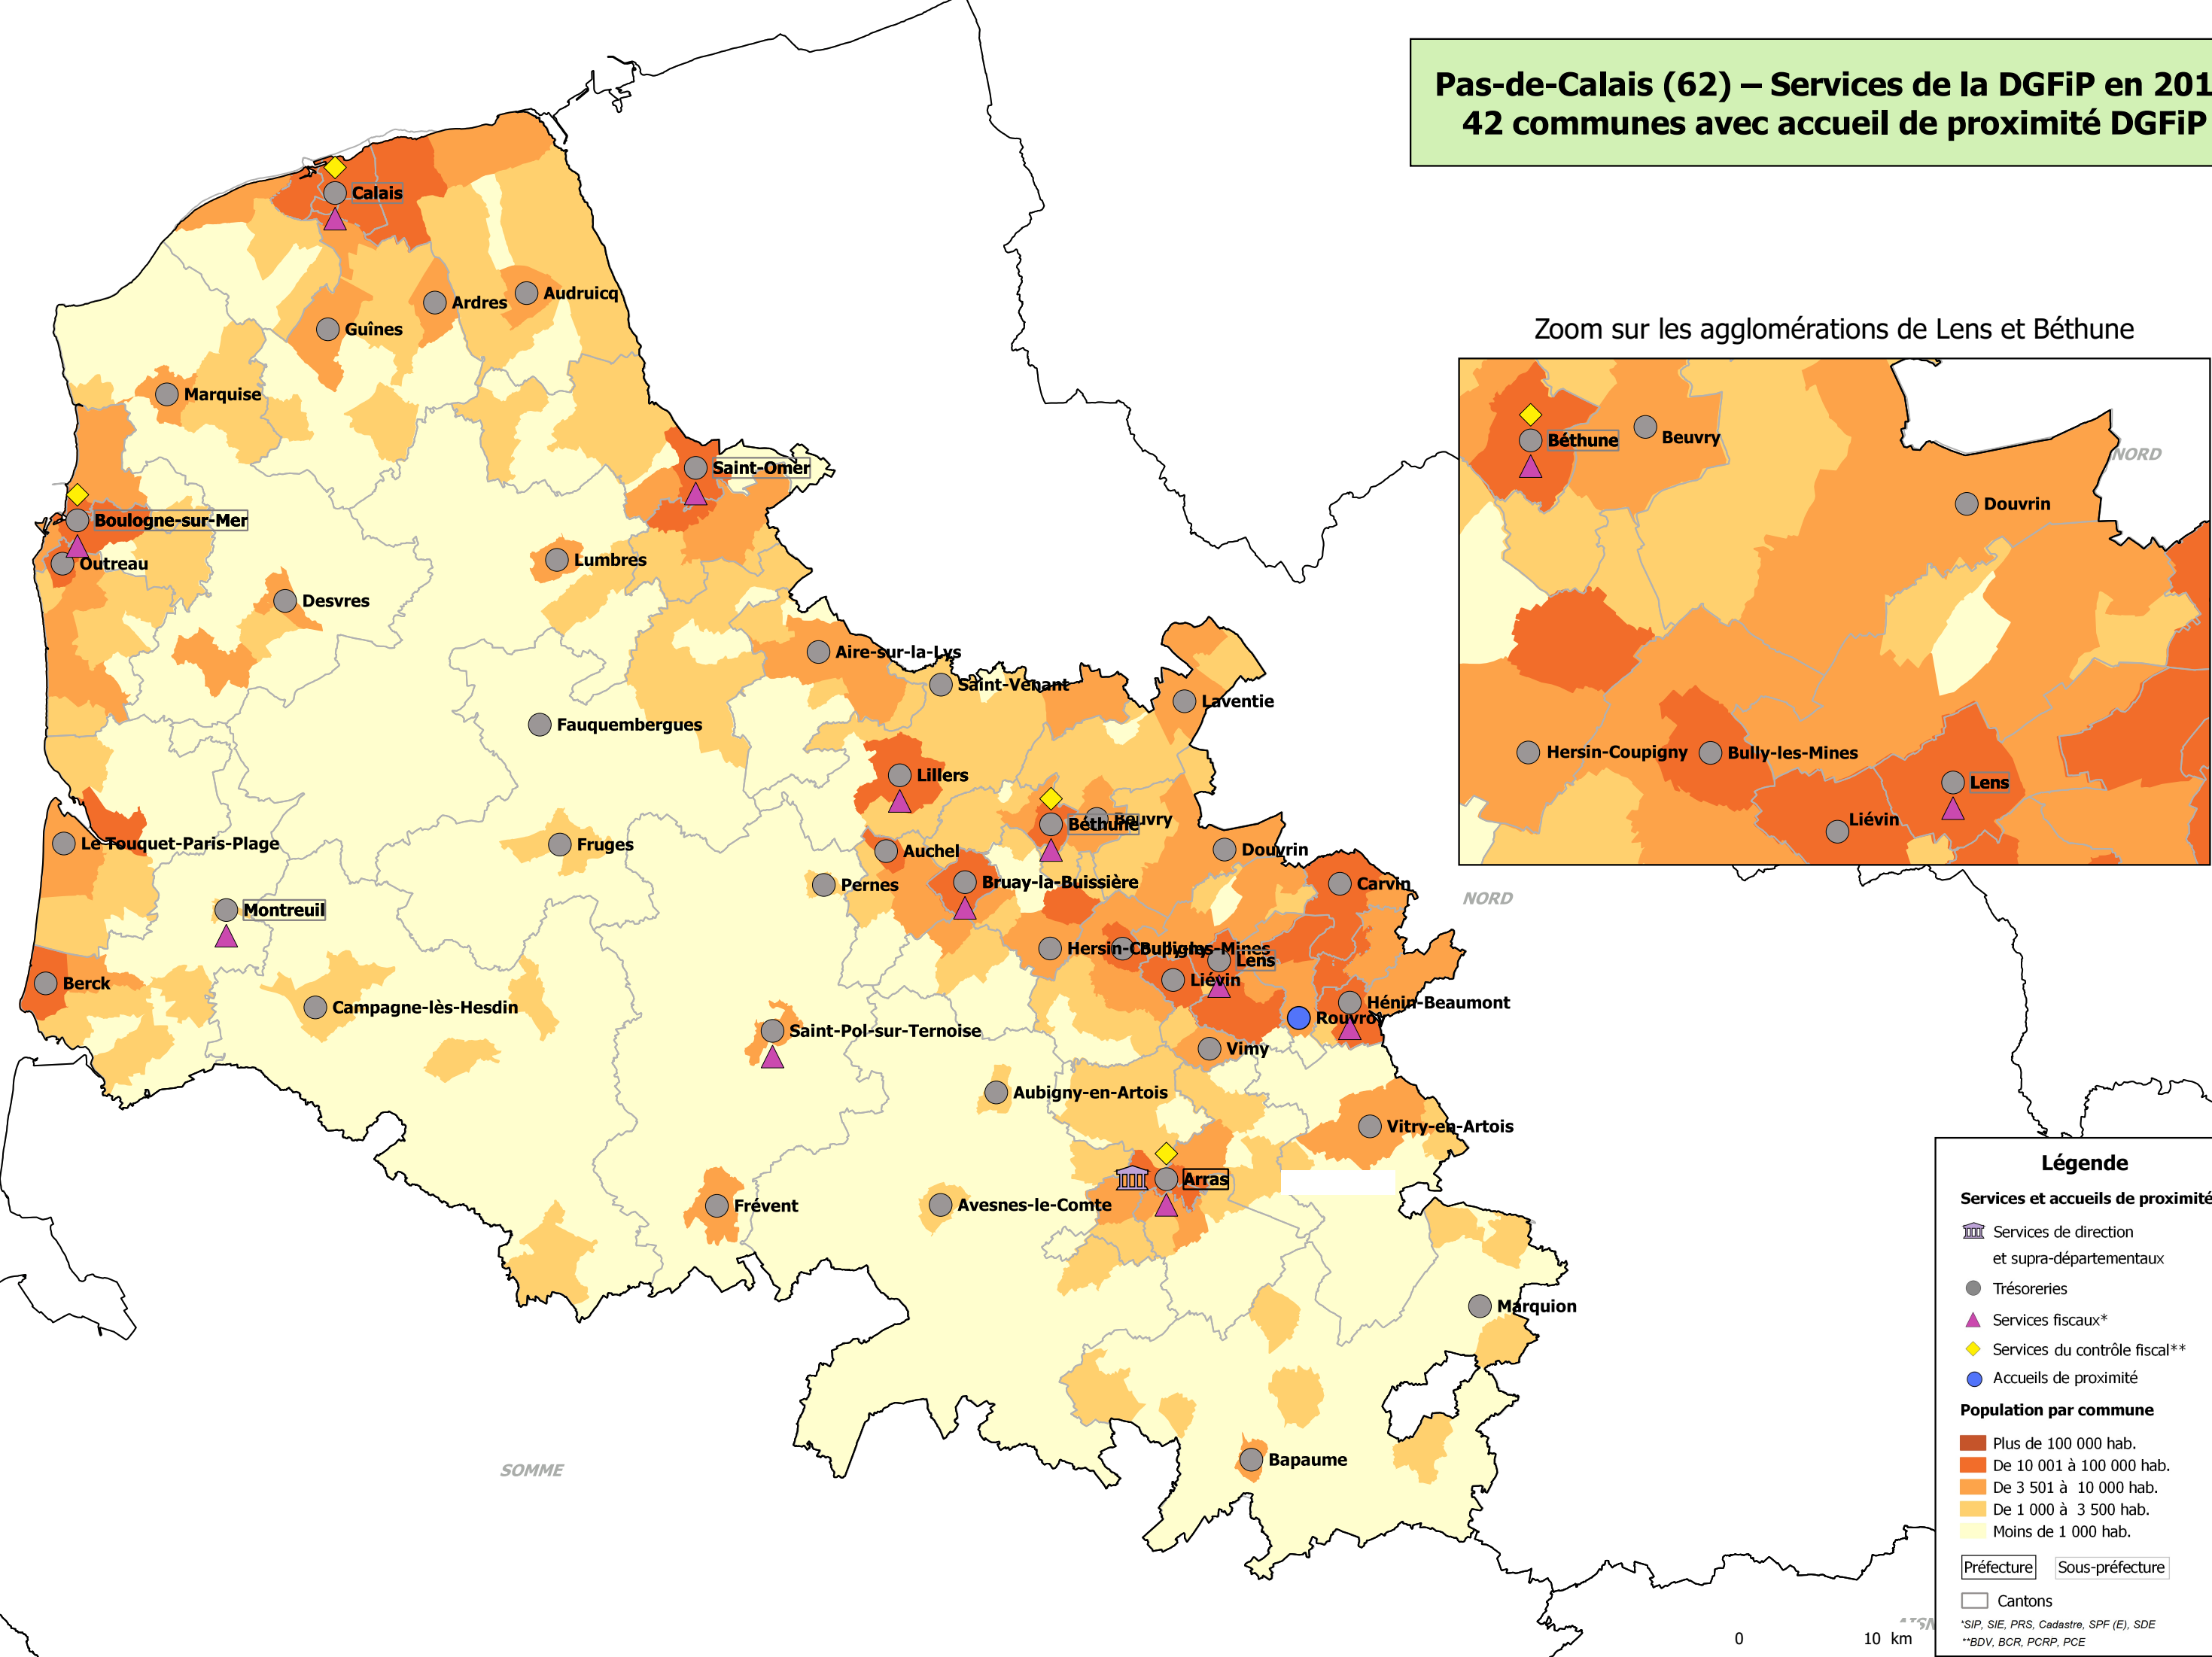 Pas-de-Calais (62) – Services de la DGFiP en 201
42 communes avec accueil de proximité DGFiP
Calais
Audruicq
Ardres
Guînes
Zoom sur les agglomérations de Lens et Béthune
Marquise
Béthune
Beuvry
NORD
Saint-Omer
Douvrin
Boulogne-sur-Mer
Outreau
Lumbres
Desvres
Aire-sur-la-Lys
Saint-Venant
Laventie
Fauquembergues
Hersin-Coupigny
Bully-les-Mines
Lens
Liévin
Lillers
Béthune
Beuvry
Le Touquet-Paris-Plage
Fruges
Auchel
Douvrin
Pernes
Bruay-la-Buissière
Carvin
NORD
Montreuil
Hersin-Coupigny
Bully-les-Mines
Lens
Liévin
Berck
Campagne-lès-Hesdin
Hénin-Beaumont
Rouvroy
Saint-Pol-sur-Ternoise
Vimy
Aubigny-en-Artois
Vitry-en-Artois
Arras
Frévent
Avesnes-le-Comte
Marquion
Bapaume
SOMME
Légende
Services et accueils de proximité
Services de direction
et supra-départementaux
Trésoreries
Services fiscaux*
Services du contrôle fiscal**
Accueils de proximité
Population par commune
Plus de 100 000 hab.
De 10 001 à 100 000 hab.
De 3 501 à 10 000 hab.
De 1 000 à 3 500 hab.
Moins de 1 000 hab.
Préfecture
Sous-préfecture
Cantons
*SIP, SIE, PRS, Cadastre, SPF (E), SDE
**BDV, BCR, PCRP, PCE
0 10 km